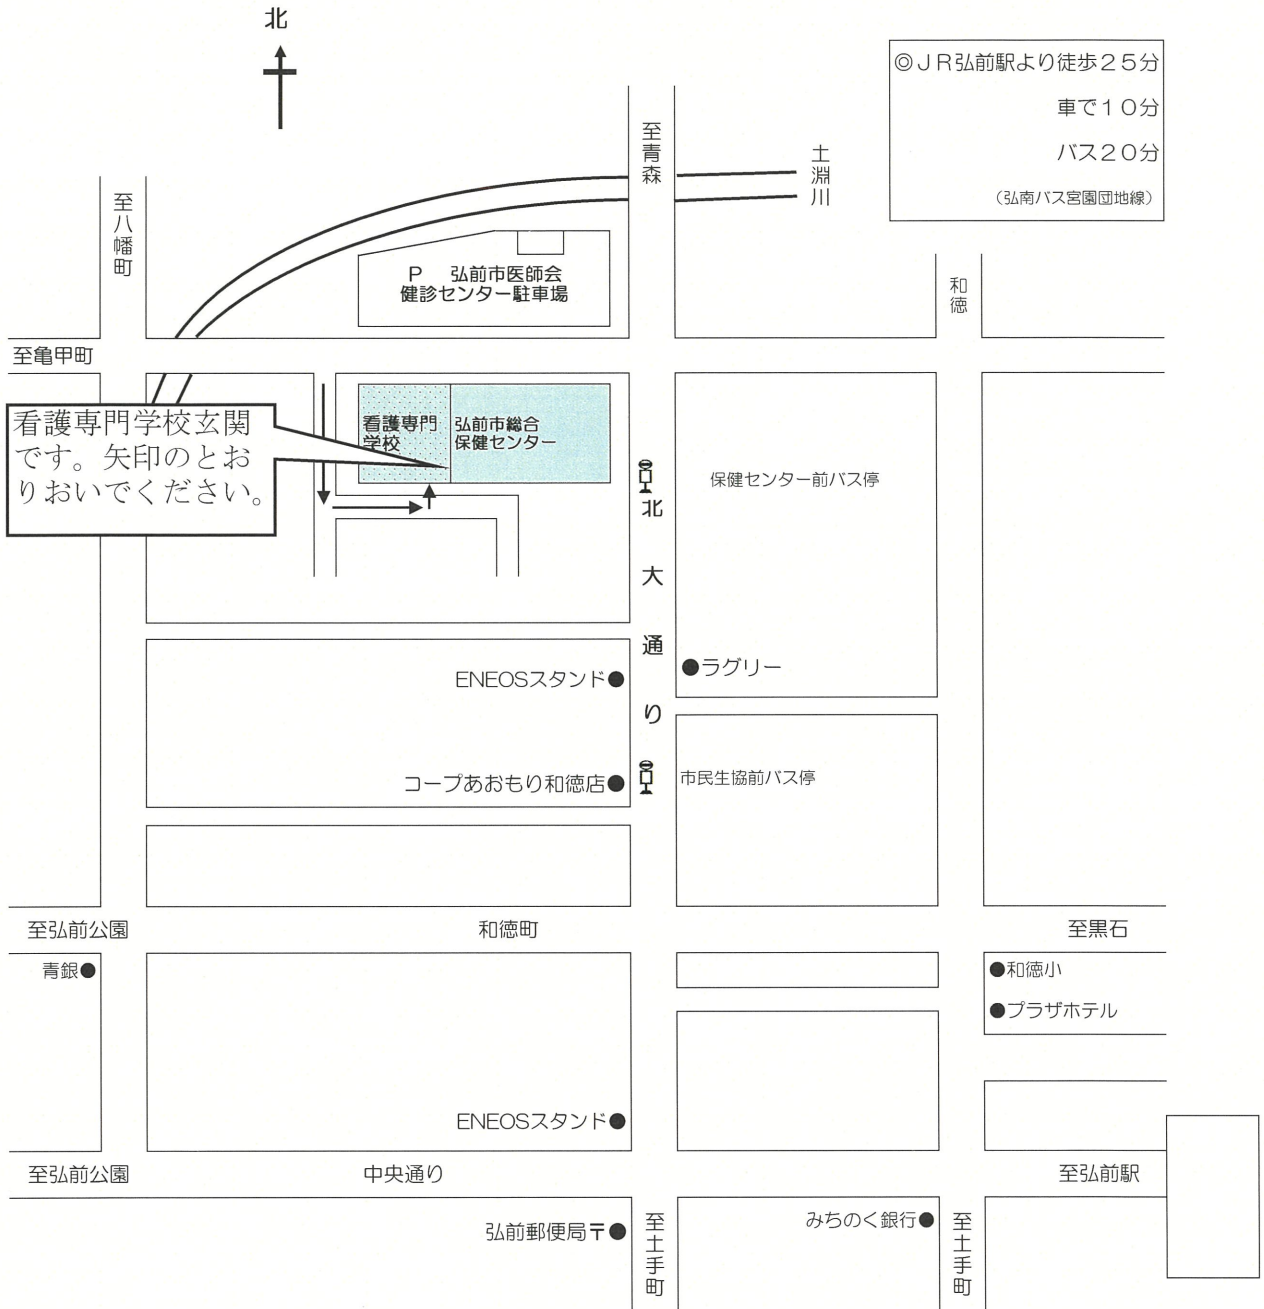 北
◎ＪＲ弘前駅より徒歩２５分
車で１０分
バス２０分
（弘南バス宮園団地線）
至青森
土淵川
至八幡町
Ｐ　弘前市医師会
健診センター駐車場
和徳
至亀甲町
看護専門学校玄関
です。矢印のとお
りおいでください。
看護専門
学校
弘前市総合
保健センター
保健センター前バス停
北大通り
ENEOSスタンド●
●ラグリー
コープあおもり和徳店●
市民生協前バス停
至弘前公園
和徳町
至黒石
青銀●
●和徳小
●プラザホテル
ENEOSスタンド●
至弘前公園
中央通り
至弘前駅
弘前郵便局〒●
至土手町
みちのく銀行●
至土手町